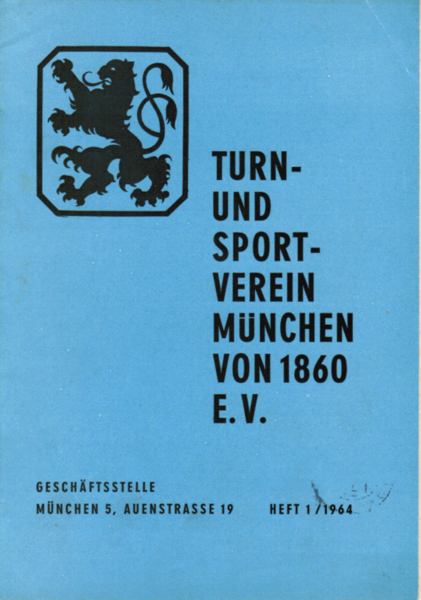 TURN-
UND
SPORT-
VEREIN
MÜNCHEN
VON 1860
E.V.
GESCHÄFTSSTELLE
MÜNCHEN 5, AUENSTRASSE 19 HEFT 1/1964